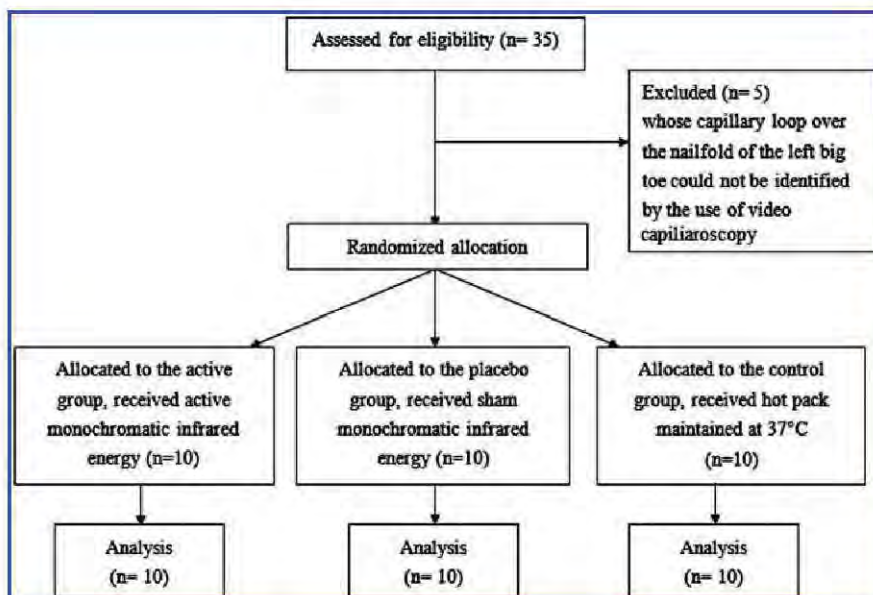 Assessed for eligibility (n= 35)
Excluded (n= 5)
whose capillary loop over
the nailfold of the left big
toe could not be identified
by the use of video
capiliaroscopy
Randomized allocation
Allocated to the active
group, received active
monochromatic infrared
energy (n=10)
Allocated to the placebo
group, received sham
monochromatic infrared
energy (n=10)
Allocated to the control
group, received hot pack
maintained at 37°C
(n=10)
Analysis
(n= 10)
Analysis
(n= 10)
Analysis
(n= 10)